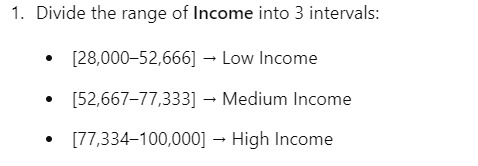 1. Divide the range of Income into 3 intervals:
• [28,000–52,666] → Low Income
• [52,667–77,333] → Medium Income
• [77,334–100,000] → High Income